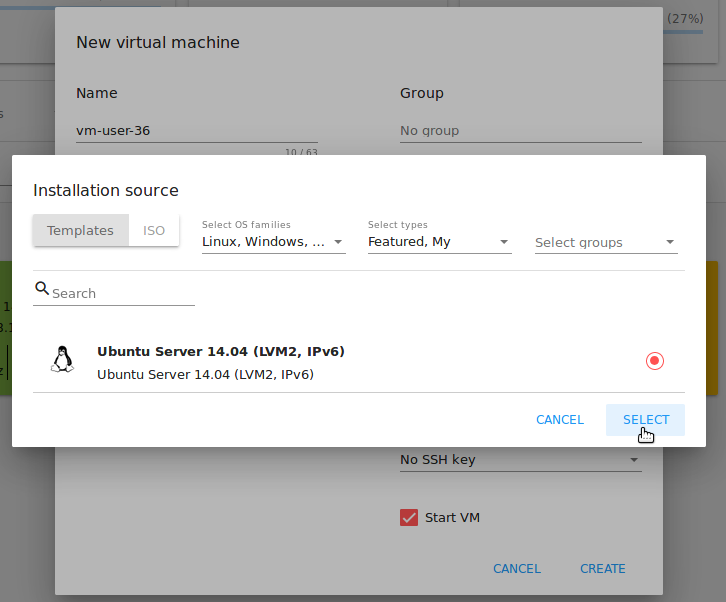 (27%)
New virtual machine
Name
Group
vm-user-36
No group
10 / 63
Installation source
Templates
ISO
Select OS families
Linux, Windows, ...
Select types
Featured, My
Select groups
Search
Ubuntu Server 14.04 (LVM2, IPv6)
Ubuntu Server 14.04 (LVM2, IPv6)
CANCEL
SELECT
No SSH key
Start VM
CANCEL
CREATE